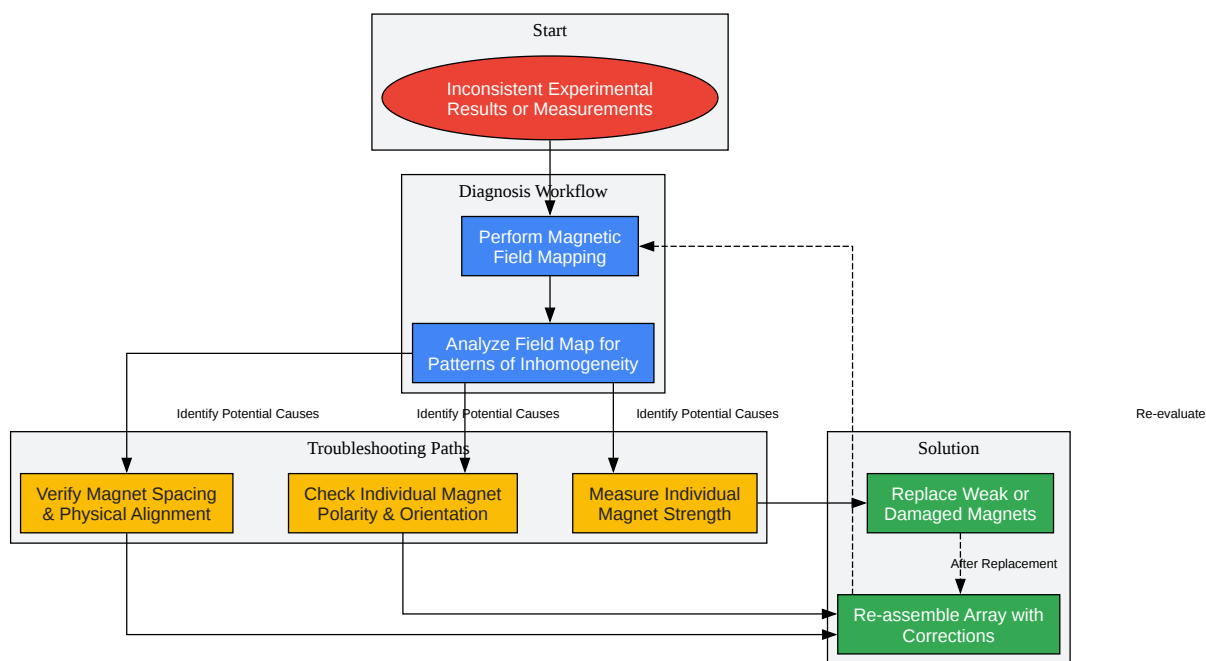 Start
Inconsistent Experimental
Results or Measurements
Diagnosis Workflow
Perform Magnetic
Field Mapping
Analyze Field Map for
Patterns of Inhomogeneity
Identify Potential Causes
Identify Potential Causes
Identify Potential Causes
Re-evaluate
Troubleshooting Paths
Verify Magnet Spacing
& Physical Alignment
Check Individual Magnet
Polarity & Orientation
Measure Individual
Magnet Strength
Solution
Replace Weak or
Damaged Magnets
After Replacement
Re-assemble Array with
Corrections